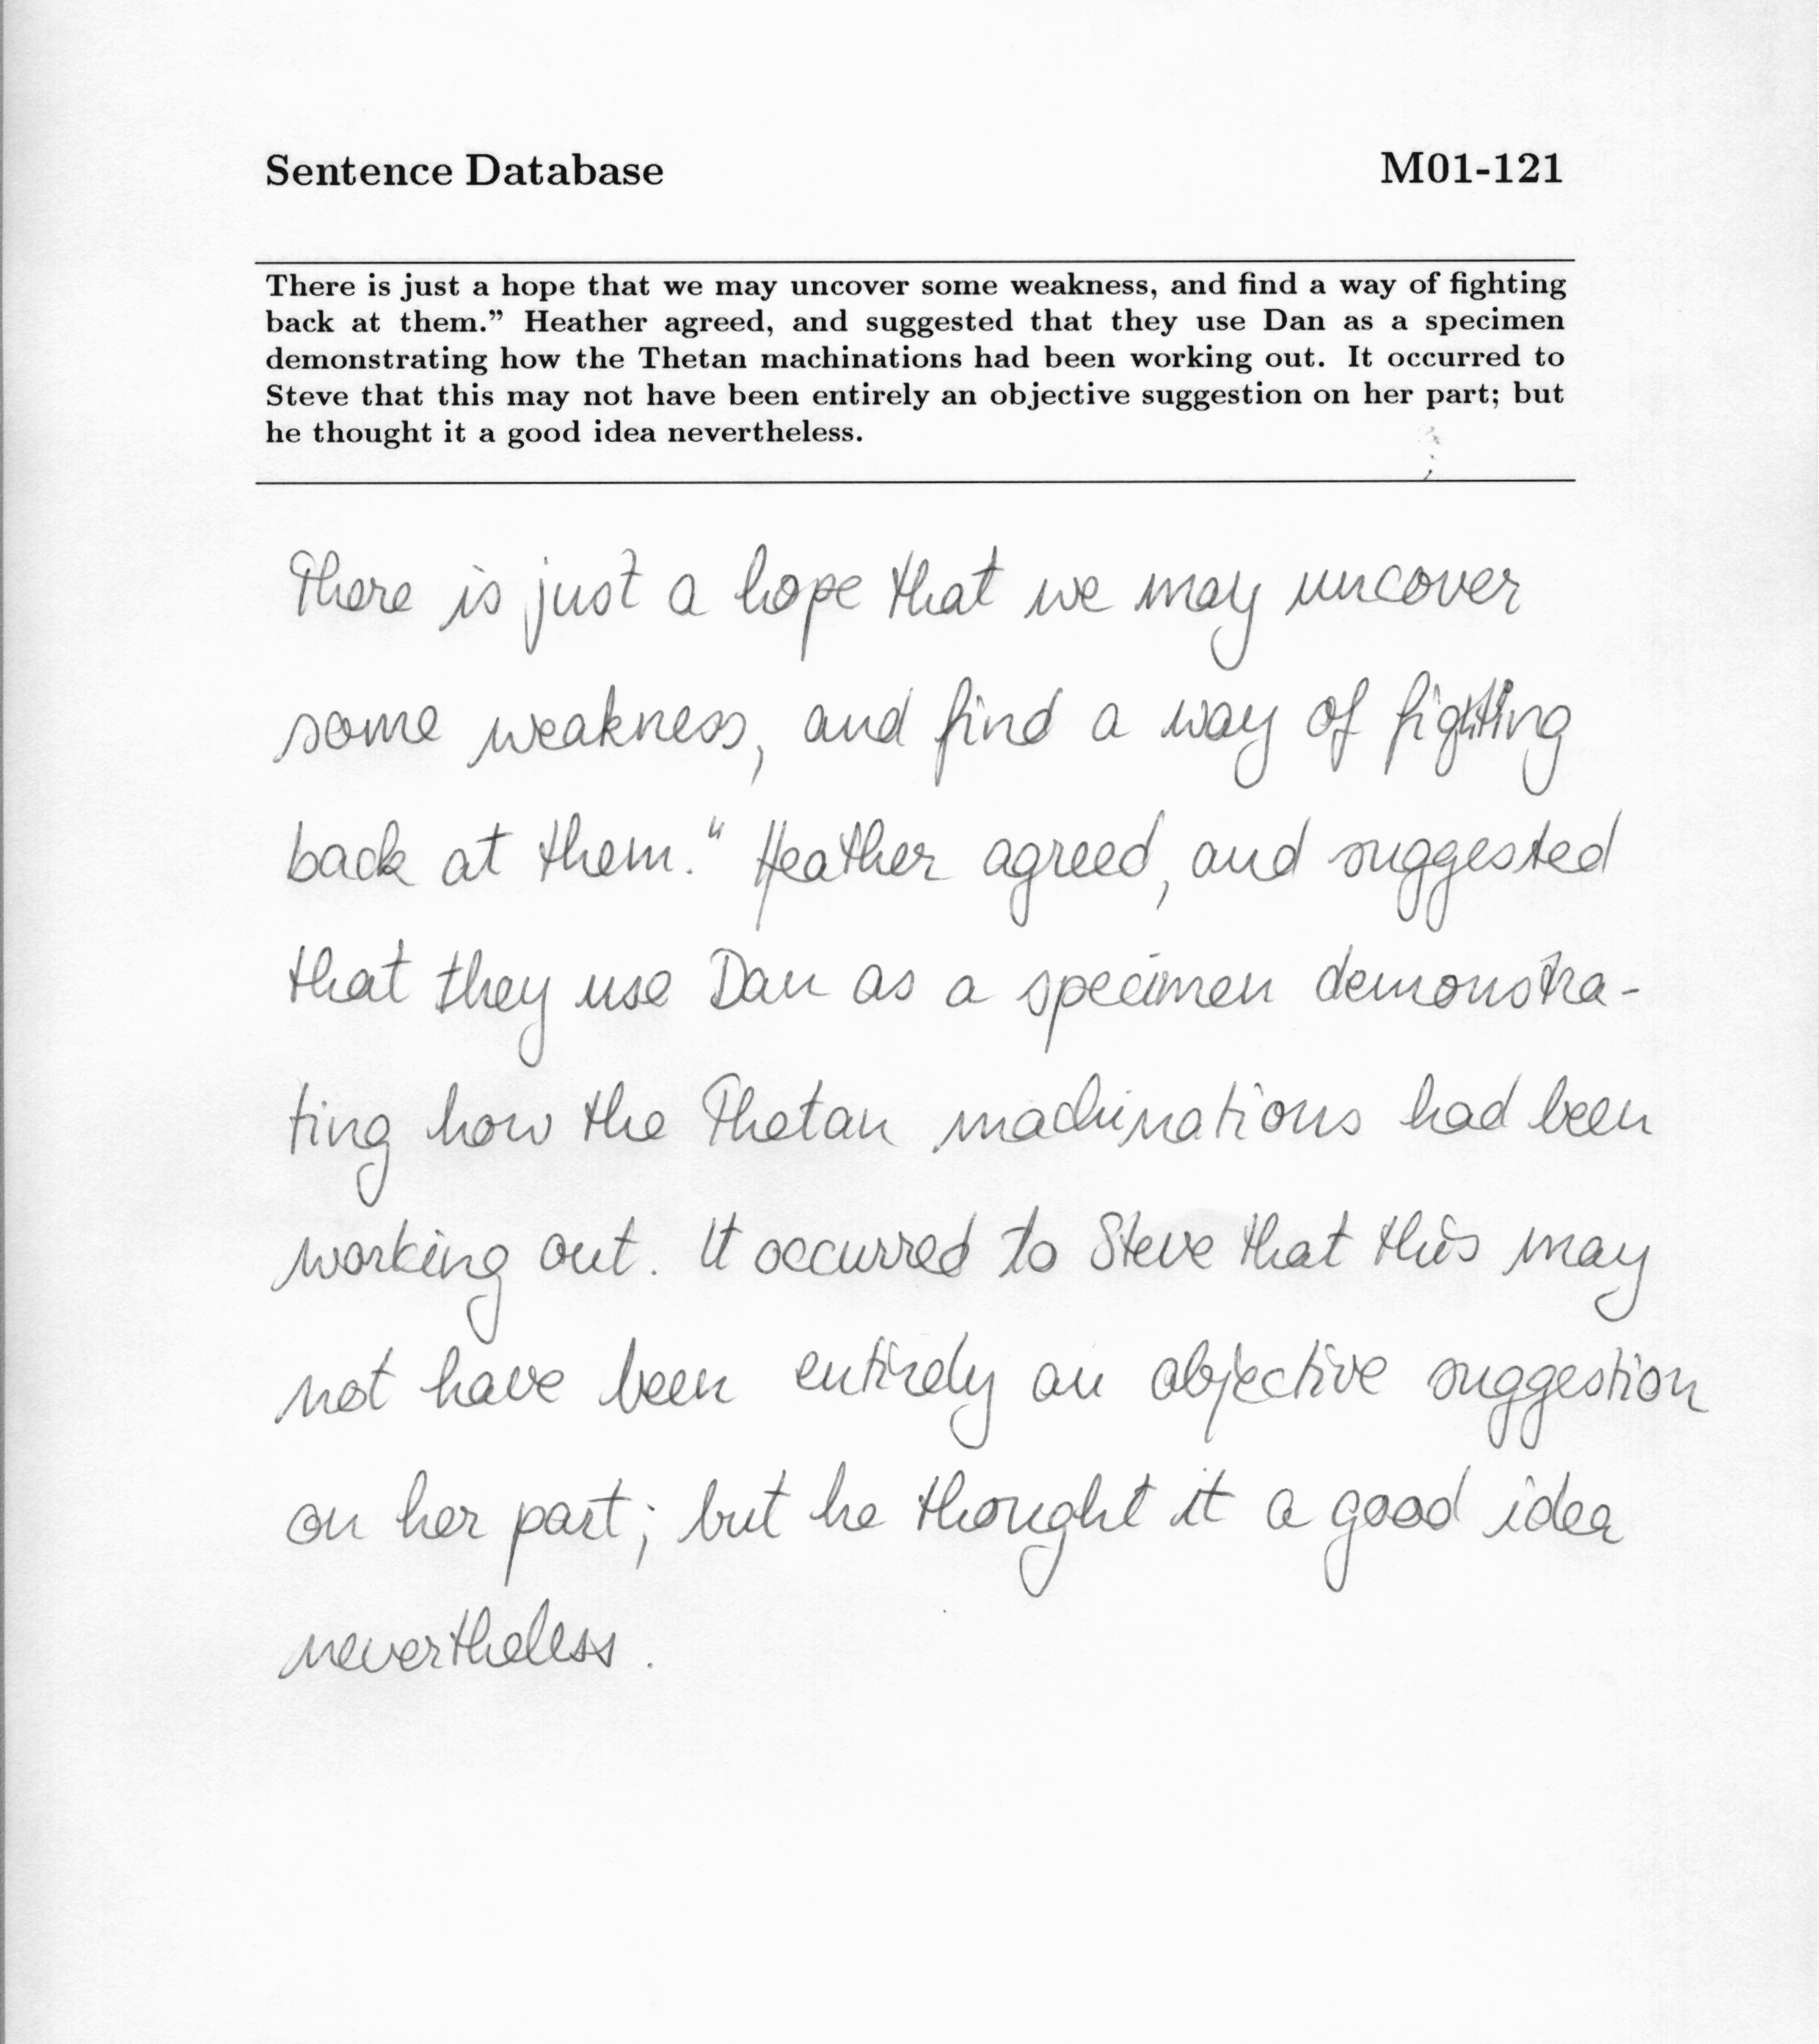 Sentence Database M01-121
There is just a hope that we may uncover some weakness, and find a way of fighting
back at them.” Heather agreed, and suggested that they use Dan as a specimen
demonstrating how the Thetan machinations had been working out. It occurred to
Steve that this may not have been entirely an objective suggestion on her part; but
he thought it a good idea nevertheless.
There is just a hope that we may uncover
some weakness, and find a way of fighting
back at them." Heather agreed, and suggested
that they use Dan as a specimen demonstra-
ting how the Thetan machinations had been
working out. It occurred to Steve that this may
not have been entirely an objective suggestion
on her part; but he thought it a good idea
nevertheless.